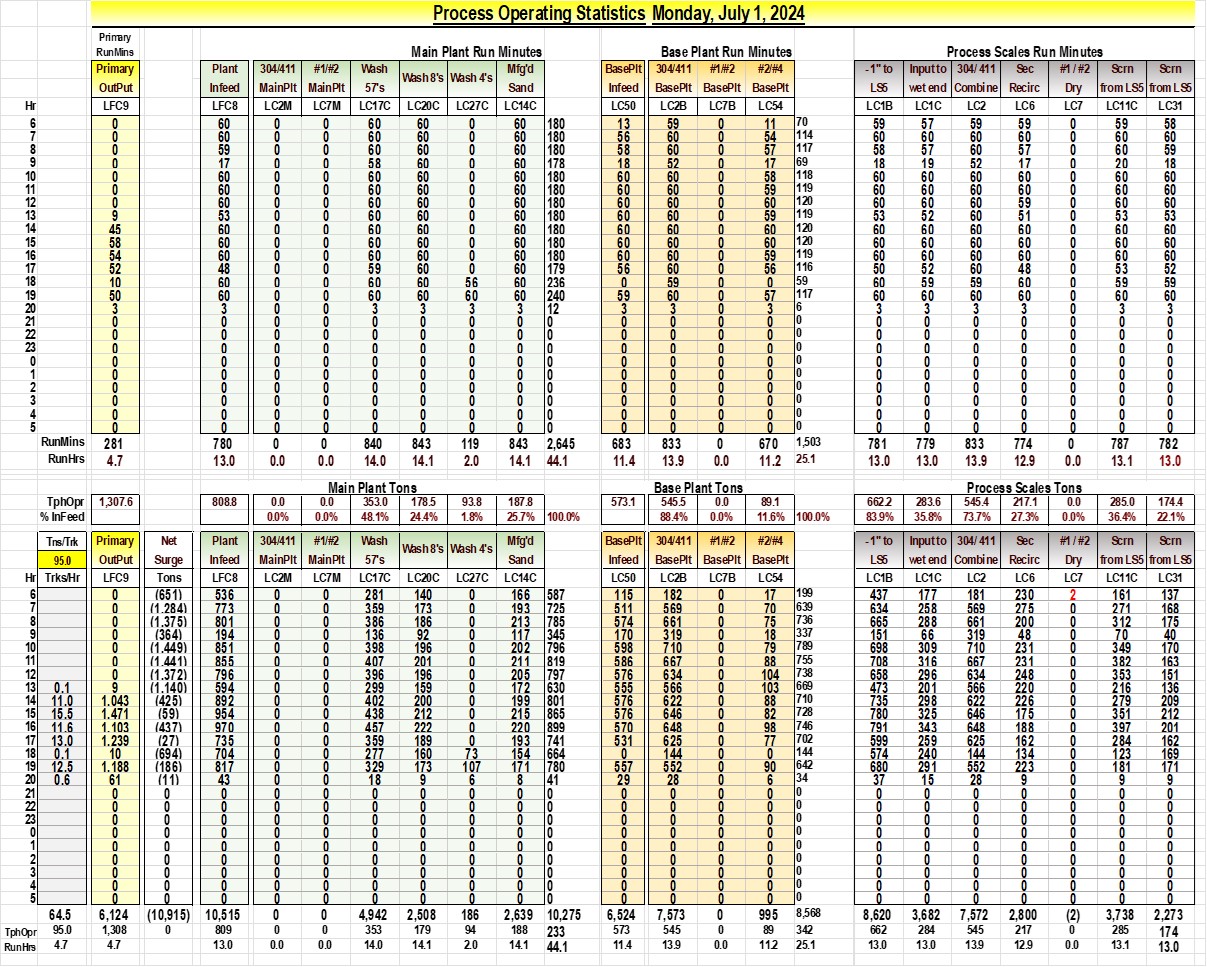 Process Operating Statistics Monday, July 1, 2024
Primary
RunMins Main Plant Run Minutes Base Plant Run Minutes Process Scales Run Minutes
Primary Plant 304/411 #1/#2 Wash Wash 8's Wash 4's Mfg'd BasePlt 304/411 #1/#2 #2/#4 -1" to Input to 304/ 411 Sec #1 / #2 Scrn Scrn
OutPut Infeed MainPlt MainPlt 57's Sand Infeed BasePlt BasePlt BasePlt LS5 wet end Combine Recirc Dry from LS5 from LS5
Hr LFC9 LFC8 LC2M LC7M LC17C LC20C LC27C LC14C LC50 LC2B LC7B LC54 LC1B LC1C LC2 LC6 LC7 LC11C LC31
6 0 60 0 0 60 60 0 60 180 13 59 0 11 70 59 57 59 59 0 59 58
7 0 60 0 0 60 60 0 60 180 56 60 0 54 114 60 60 60 60 0 60 60
8 0 59 0 0 60 60 0 60 180 58 60 0 57 117 58 57 60 57 0 60 59
9 0 17 0 0 58 60 0 60 178 18 52 0 17 69 18 19 52 17 0 20 18
10 0 60 0 0 60 60 0 60 180 60 60 0 58 118 60 60 60 60 0 60 60
11 0 60 0 0 60 60 0 60 180 60 60 0 59 119 60 60 60 60 0 60 60
12 0 60 0 0 60 60 0 60 180 60 60 0 60 120 60 60 60 59 0 60 60
13 9 53 0 0 60 60 0 60 180 60 60 0 59 119 53 52 60 51 0 53 53
14 45 60 0 0 60 60 0 60 180 60 60 0 60 120 60 60 60 60 0 60 60
15 58 60 0 0 60 60 0 60 180 60 60 0 60 120 60 60 60 60 0 60 60
16 54 60 0 0 60 60 0 60 180 60 60 0 59 119 60 60 60 60 0 60 60
17 52 48 0 0 59 60 0 60 179 56 60 0 56 116 50 52 60 48 0 53 52
18 10 60 0 0 60 60 56 60 236 0 59 0 0 59 60 59 59 60 0 59 59
19 50 60 0 0 60 60 60 60 240 59 60 0 57 117 60 60 60 60 0 60 60
20 3 3 0 0 3 3 3 3 12 3 3 0 3 6 3 3 3 3 0 3 3
21 0 0 0 0 0 0 0 0 0 0 0 0 0 0 0 0 0 0 0 0 0
22 0 0 0 0 0 0 0 0 0 0 0 0 0 0 0 0 0 0 0 0 0
23 0 0 0 0 0 0 0 0 0 0 0 0 0 0 0 0 0 0 0 0 0
0 0 0 0 0 0 0 0 0 0 0 0 0 0 0 0 0 0 0 0 0 0
1 0 0 0 0 0 0 0 0 0 0 0 0 0 0 0 0 0 0 0 0 0
2 0 0 0 0 0 0 0 0 0 0 0 0 0 0 0 0 0 0 0 0 0
3 0 0 0 0 0 0 0 0 0 0 0 0 0 0 0 0 0 0 0 0 0
4 0 0 0 0 0 0 0 0 0 0 0 0 0 0 0 0 0 0 0 0 0
5 0 0 0 0 0 0 0 0 0 0 0 0 0 0 0 0 0 0 0 0 0
RunMins 281 780 0 0 840 843 119 843 2,645 683 833 0 670 1,503 781 779 833 774 0 787 782
RunHrs 4.7 13.0 0.0 0.0 14.0 14.1 2.0 14.1 44.1 11.4 13.9 0.0 11.2 25.1 13.0 13.0 13.9 12.9 0.0 13.1 13.0
Main Plant Tons Base Plant Tons Process Scales Tons
TphOpr 1,307.6 808.8 0.0 0.0 353.0 178.5 93.8 187.8 573.1 545.5 0.0 89.1 662.2 283.6 545.4 217.1 0.0 285.0 174.4
% InFeed 0.0% 0.0% 48.1% 24.4% 1.8% 25.7% 100.0% 88.4% 0.0% 11.6% 100.0% 83.9% 35.8% 73.7% 27.3% 0.0% 36.4% 22.1%
Tns/Trk Primary Net Plant 304/411 #1/#2 Wash Wash 8's Wash 4's Mfg'd BasePlt 304/411 #1/#2 #2/#4 -1" to Input to 304/ 411 Sec #1 / #2 Scrn Scrn
95.0 OutPut Surge Infeed MainPlt MainPlt 57's Sand Infeed BasePlt BasePlt BasePlt LS5 wet end Combine Recirc Dry from LS5 from LS5
Hr Trks/Hr LFC9 Tons LFC8 LC2M LC7M LC17C LC20C LC27C LC14C LC50 LC2B LC7B LC54 LC1B LC1C LC2 LC6 LC7 LC11C LC31
6 0 (651) 536 0 0 281 140 0 166 587 115 182 0 17 199 437 177 181 230 2 161 137
7 0 (1.284) 773 0 0 359 173 0 193 725 511 569 0 70 639 634 258 569 275 0 271 168
8 0 (1.375) 801 0 0 386 186 0 213 785 574 661 0 75 736 665 288 661 200 0 312 175
9 0 (364) 194 0 0 136 92 0 117 345 170 319 0 18 337 151 66 319 48 0 70 40
10 0 (1.449) 851 0 0 398 196 0 202 796 598 710 0 79 789 698 309 710 231 0 349 170
11 0 (1.441) 855 0 0 407 201 0 211 819 586 667 0 88 755 708 316 667 231 0 382 163
12 0 (1.372) 796 0 0 396 196 0 205 797 576 634 0 104 738 658 296 634 248 0 353 151
13 0.1 9 (1.140) 594 0 0 299 159 0 172 630 555 566 0 103 669 473 201 566 220 0 216 136
14 11.0 1.043 (425) 892 0 0 402 200 0 199 801 576 622 0 88 710 735 298 622 226 0 279 209
15 15.5 1.471 (59) 954 0 0 438 212 0 215 865 576 646 0 82 728 780 325 646 175 0 351 212
16 11.6 1.103 (437) 970 0 0 457 222 0 220 899 570 648 0 98 746 791 343 648 188 0 397 201
17 13.0 1.239 (27) 735 0 0 359 189 0 193 741 531 625 0 77 702 599 259 625 162 0 284 162
18 0.1 10 (694) 704 0 0 277 160 73 154 664 0 144 0 0 144 574 240 144 134 0 123 169
19 12.5 1.188 (186) 817 0 0 329 173 107 171 780 557 552 0 90 642 680 291 552 223 0 181 171
20 0.6 61 (11) 43 0 0 18 9 6 8 41 29 28 0 6 34 37 15 28 9 0 9 9
21 0 0 0 0 0 0 0 0 0 0 0 0 0 0 0 0 0 0 0 0 0 0
22 0 0 0 0 0 0 0 0 0 0 0 0 0 0 0 0 0 0 0 0 0 0
23 0 0 0 0 0 0 0 0 0 0 0 0 0 0 0 0 0 0 0 0 0 0
0 0 0 0 0 0 0 0 0 0 0 0 0 0 0 0 0 0 0 0 0 0 0
1 0 0 0 0 0 0 0 0 0 0 0 0 0 0 0 0 0 0 0 0 0 0
2 0 0 0 0 0 0 0 0 0 0 0 0 0 0 0 0 0 0 0 0 0 0
3 0 0 0 0 0 0 0 0 0 0 0 0 0 0 0 0 0 0 0 0 0 0
4 0 0 0 0 0 0 0 0 0 0 0 0 0 0 0 0 0 0 0 0 0 0
5 0 0 0 0 0 0 0 0 0 0 0 0 0 0 0 0 0 0 0 0 0 0
64.5 6,124 (10,915) 10,515 0 0 4,942 2,508 186 2,639 10,275 6,524 7,573 0 995 8,568 8,620 3,682 7,572 2,800 (2) 3,738 2,273
TphOpr 95.0 1,308 0 809 0 0 353 179 94 188 233 573 545 0 89 342 662 284 545 217 0 285 174
RunHrs 4.7 4.7 13.0 0.0 0.0 14.0 14.1 2.0 14.1 44.1 11.4 13.9 0.0 11.2 25.1 13.0 13.0 13.9 12.9 0.0 13.1 13.0